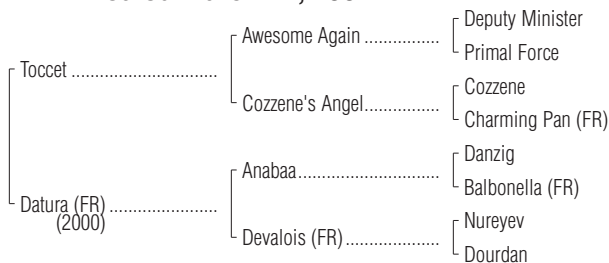 Deputy Minister
Awesome Again
Primal Force
Toccet
Cozzene
Cozzene's Angel
Charming Pan (FR)
Danzig
Anabaa
Balbonella (FR)
Datura (FR)
(2000)
Nureyev
Devalois (FR)
Dourdan